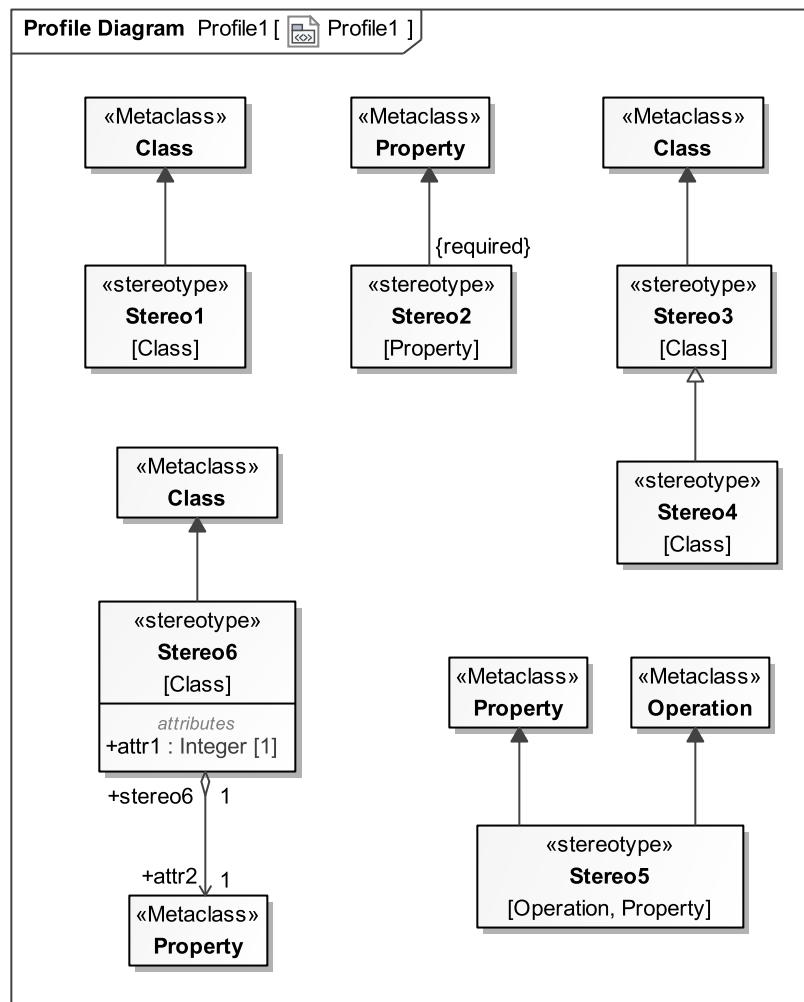 Profile Diagram Profile1 [ Profile1 ]
«Metaclass»
Class
«stereotype»
Stereo1
[Class]
«Metaclass»
Property
{required}
«stereotype»
Stereo2
[Property]
«Metaclass»
Class
«stereotype»
Stereo3
[Class]
«stereotype»
Stereo4
[Class]
«Metaclass»
Class
«stereotype»
Stereo6
[Class]
attributes
+attr1 : Integer [1]
+stereo6 1
+attr2 1
«Metaclass»
Property
«Metaclass»
Property
«Metaclass»
Operation
«stereotype»
Stereo5
[Operation, Property]